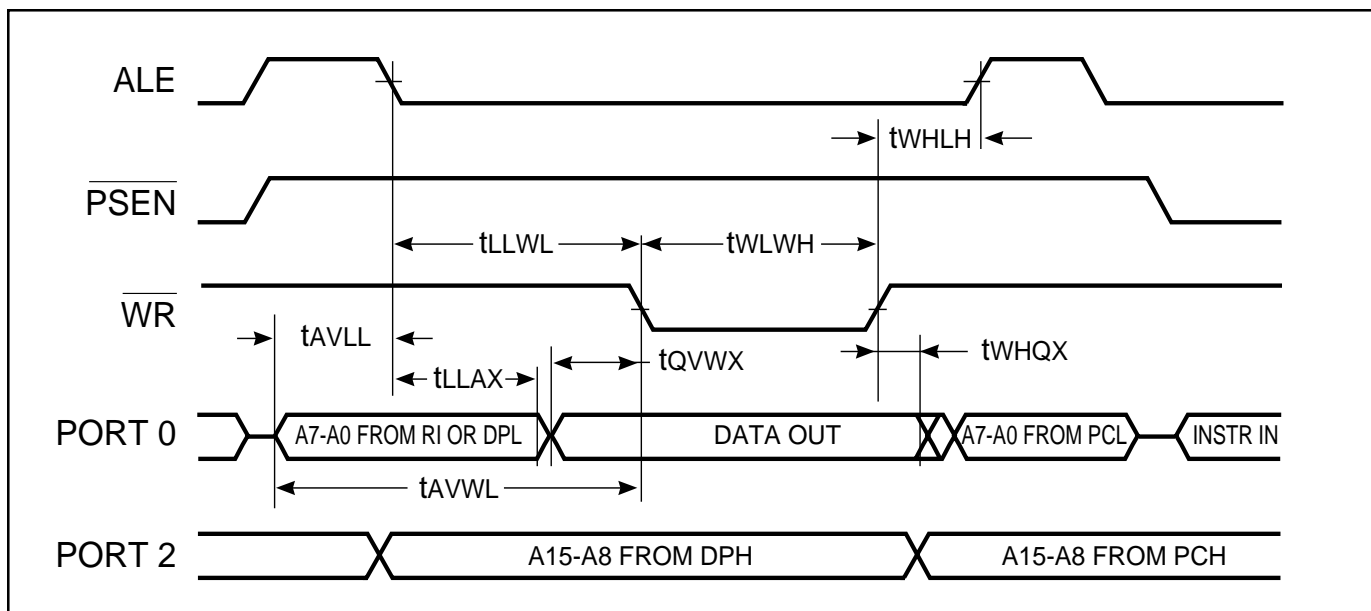 ALE
tWHLH
PSEN
tLLWL
tWLWH
WR
tAVLL
tQVWX
tWHQX
tLLAX
PORT 0
A7-A0 FROM RI OR DPL
DATA OUT
A7-A0 FROM PCL
INSTR IN
tAVWL
PORT 2
A15-A8 FROM DPH
A15-A8 FROM PCH